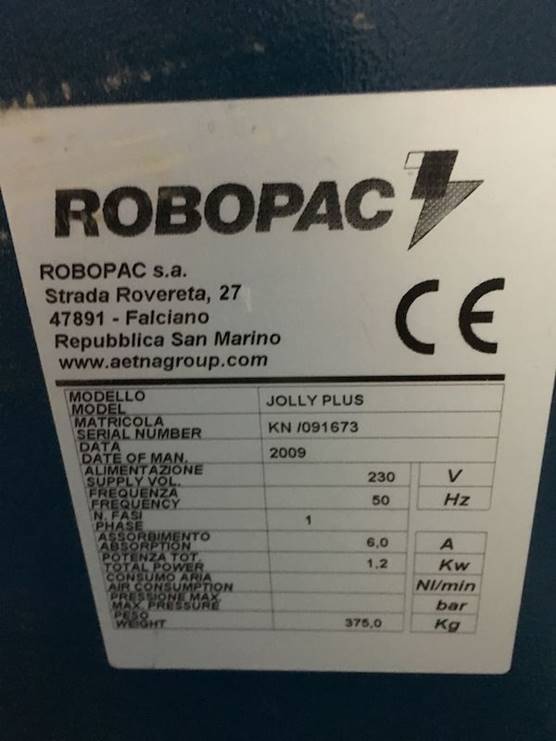 ROBOPAC
ROBOPAC s.a.
Strada Rovereta, 27
47891 - Falciano
Repubblica San Marino
www.aetnagroup.com
CE
MODELLO
MODEL
JOLLY PLUS
MATRICOLA
SERIAL NUMBER
KN /091673
DATA
DATE OF MAN.
2009
ALIMENTAZIONE
SUPPLY VOL.
230 V
FREQUENZA
FREQUENCY
50 Hz
N. FASI
PHASE
1
ASSORBIMENTO
ABSORPTION
6,0 A
POTENZA TOT.
TOTAL POWER
1,2 Kw
CONSUMO ARIA
AIR CONSUMPTION
Nl/min
PRESSIONE MAX.
MAX. PRESSURE
bar
PESO
WEIGHT
375,0 Kg